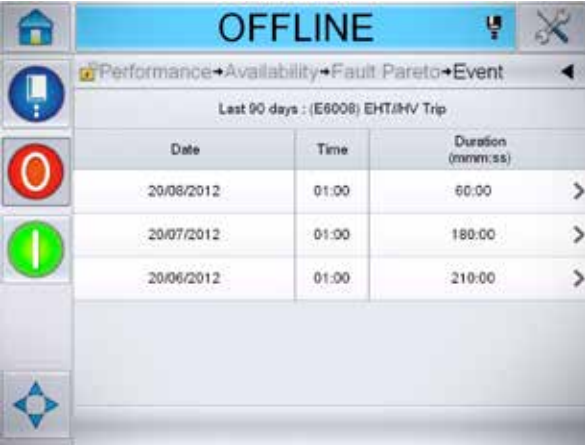 OFFLINE
Performance→Availability→Fault Pareto→Event
Last 90 days : (E6008) EHT/HV Trip
Date Time Duration (mmm:ss)
20/08/2012 01:00 60:00
20/07/2012 01:00 180:00
20/06/2012 01:00 210:00